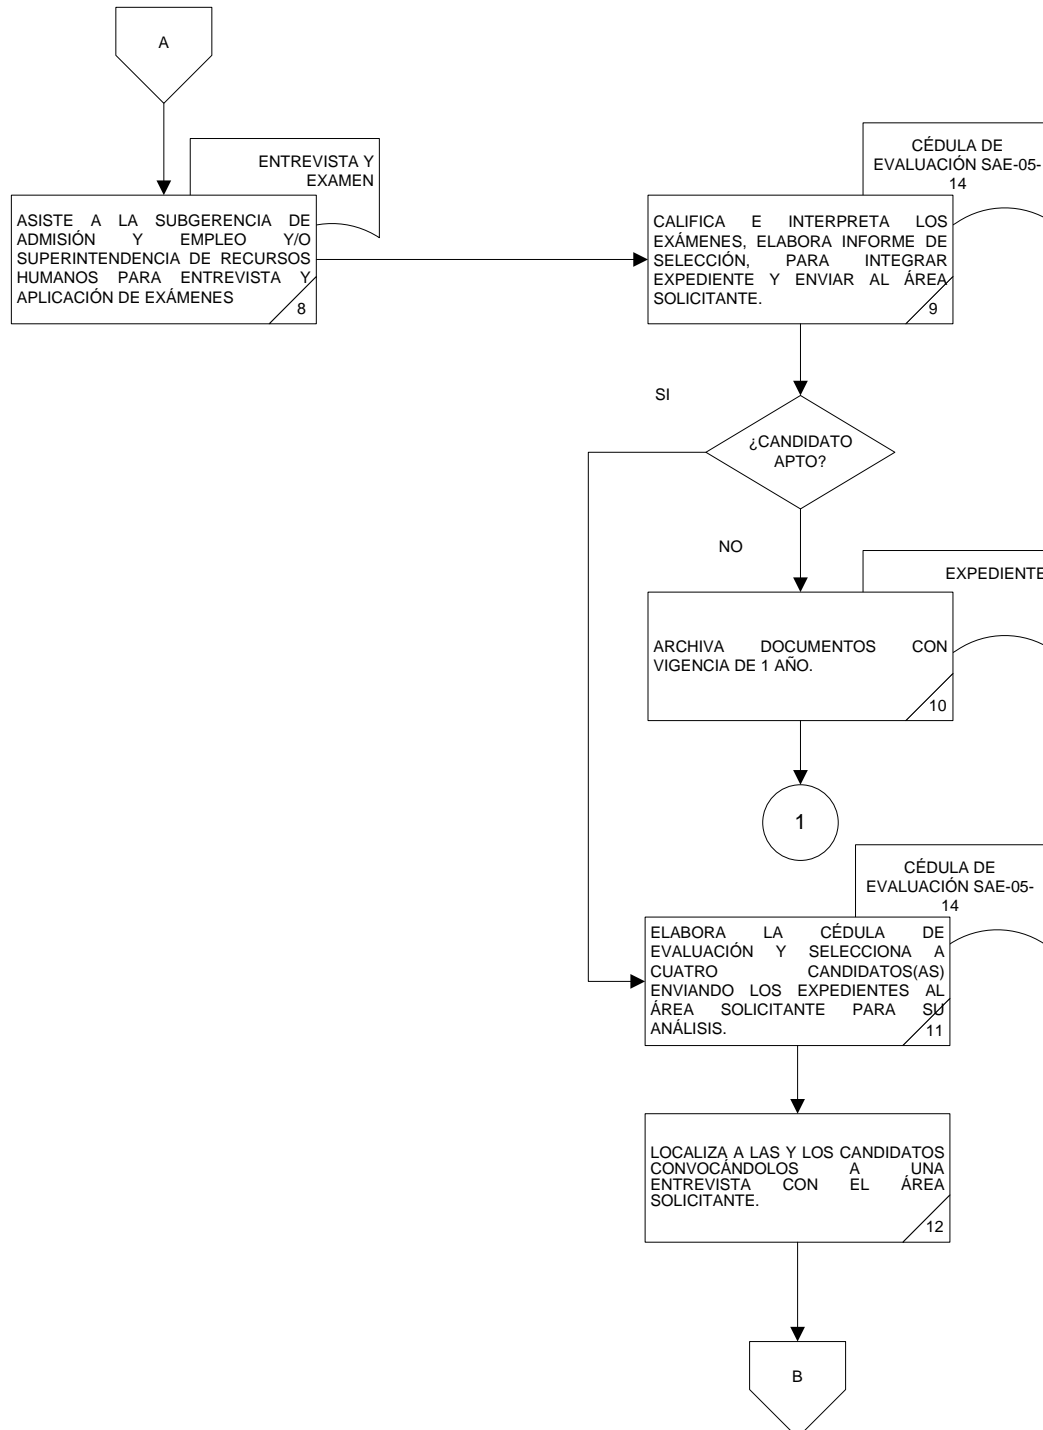 A
ENTREVISTA Y
EXAMEN
ASISTE A LA SUBGERENCIA DE
ADMISIÓN Y EMPLEO Y/O
SUPERINTENDENCIA DE RECURSOS
HUMANOS PARA ENTREVISTA Y
APLICACIÓN DE EXÁMENES
8
CÉDULA DE
EVALUACIÓN SAE-05-
14
CALIFICA E INTERPRETA LOS
EXÁMENES, ELABORA INFORME DE
SELECCIÓN, PARA INTEGRAR
EXPEDIENTE Y ENVIAR AL ÁREA
SOLICITANTE.
9
SI
¿CANDIDATO
APTO?
NO
EXPEDIENTE
ARCHIVA DOCUMENTOS CON
VIGENCIA DE 1 AÑO.
10
1
CÉDULA DE
EVALUACIÓN SAE-05-
14
ELABORA LA CÉDULA DE
EVALUACIÓN Y SELECCIONA A
CUATRO CANDIDATOS(AS)
ENVIANDO LOS EXPEDIENTES AL
ÁREA SOLICITANTE PARA SU
ANÁLISIS.
11
LOCALIZA A LAS Y LOS CANDIDATOS
CONVOCÁNDOLOS A UNA
ENTREVISTA CON EL ÁREA
SOLICITANTE.
12
B